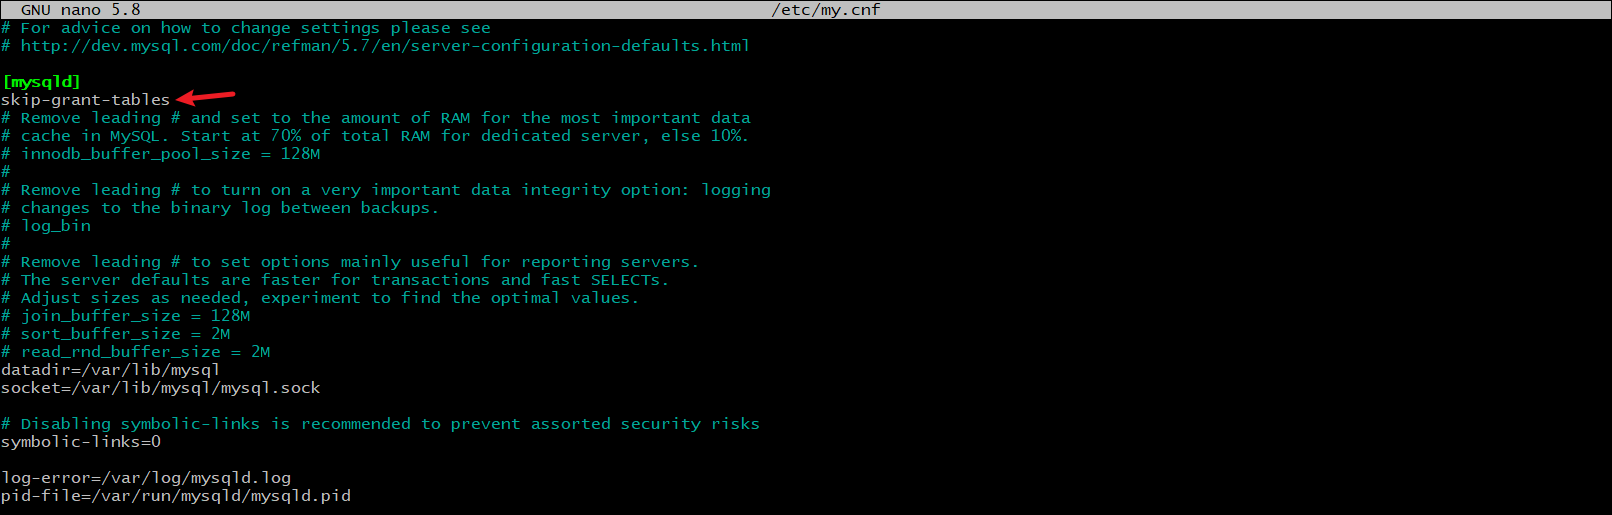 GNU nano 5.8 /etc/my.cnf
# For advice on how to change settings please see
# http://dev.mysql.com/doc/refman/5.7/en/server-configuration-defaults.html
[mysqld]
skip-grant-tables
# Remove leading # and set to the amount of RAM for the most important data
# cache in MySQL. Start at 70% of total RAM for dedicated server, else 10%.
# innodb_buffer_pool_size = 128M
#
# Remove leading # to turn on a very important data integrity option: logging
# changes to the binary log between backups.
# log_bin
#
# Remove leading # to set options mainly useful for reporting servers.
# The server defaults are faster for transactions and fast SELECTs.
# Adjust sizes as needed, experiment to find the optimal values.
# join_buffer_size = 128M
# sort_buffer_size = 2M
# read_rnd_buffer_size = 2M
datadir=/var/lib/mysql
socket=/var/lib/mysql/mysql.sock
# Disabling symbolic-links is recommended to prevent assorted security risks
symbolic-links=0
log-error=/var/log/mysqld.log
pid-file=/var/run/mysqld/mysqld.pid